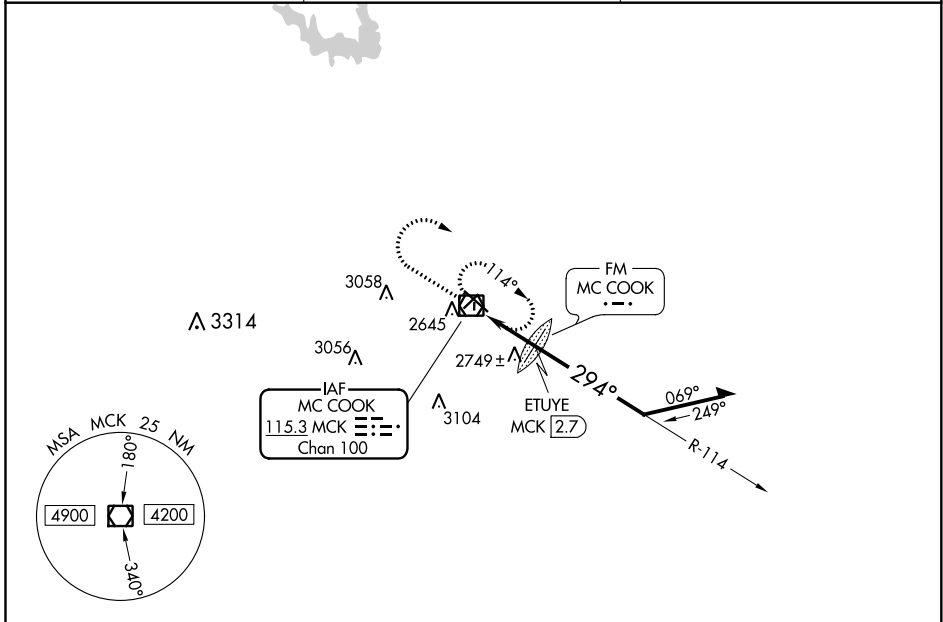 114°
3058
FM
MC COOK
3314
2645
3056
2749 ±
294°
IAF
MC COOK
115.3 MCK
Chan 100
3104
ETUYE
MCK 2.7
069°
249°
R-114
MSA MCK 25 NM
180°
4900
4200
340°